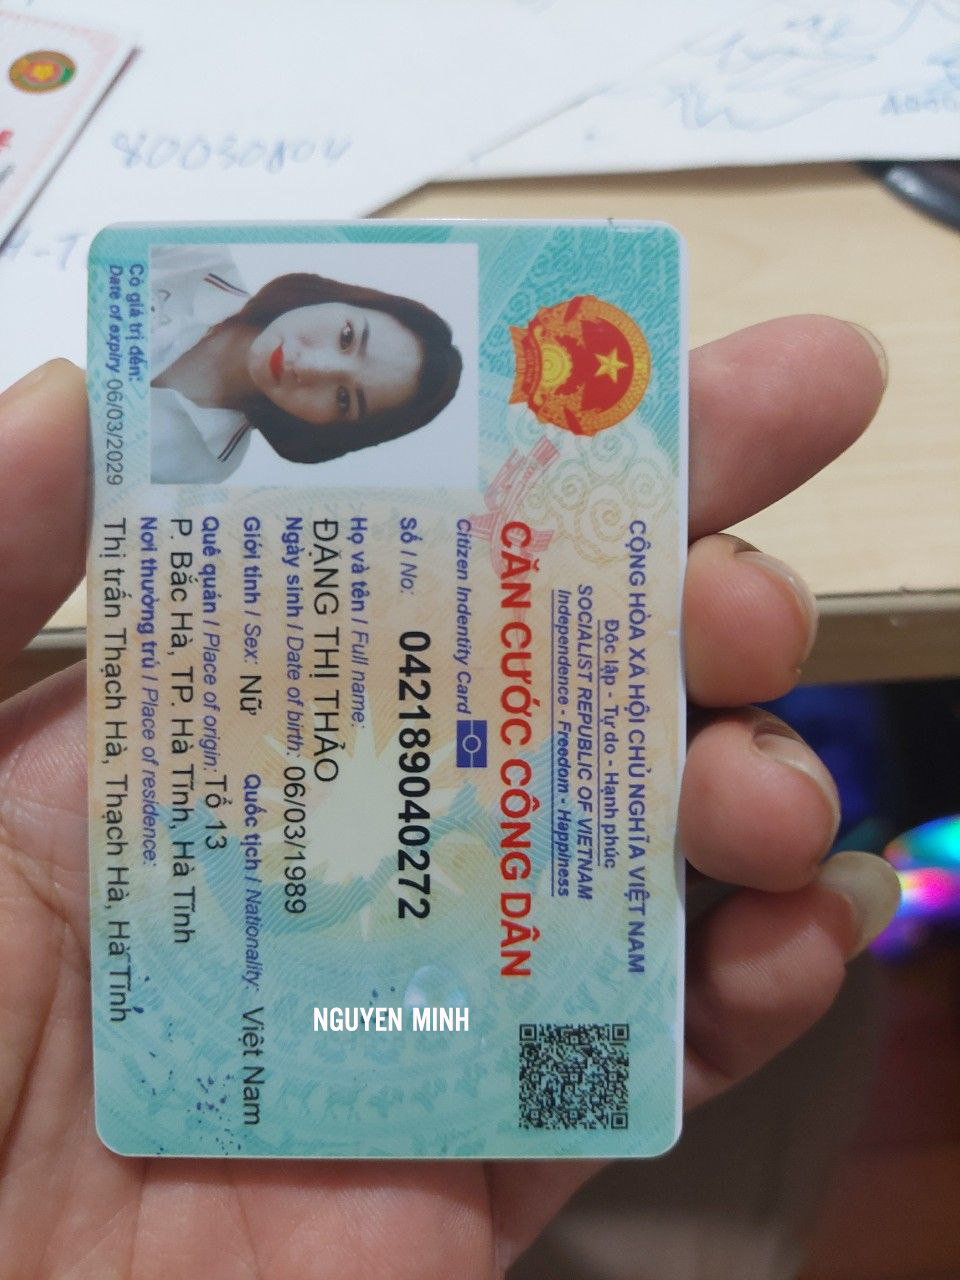 80030804
CỘNG HÒA XÃ HỘI CHỦ NGHĨA VIỆT NAM
Độc lập - Tự do - Hạnh phúc
SOCIALIST REPUBLIC OF VIETNAM
Independence - Freedom - Happiness
CĂN CƯỚC CÔNG DÂN
Citizen Indentity Card
Số / No: 042189040272
Họ và tên / Full name:
ĐẶNG THỊ THẢO
Ngày sinh / Date of birth: 06/03/1989
Giới tính / Sex: Nữ Quốc tịch / Nationality: Việt Nam
Quê quán / Place of origin: Tổ 13
P. Bắc Hà, TP. Hà Tĩnh, Hà Tĩnh
Nơi thường trú / Place of residence:
Thị trấn Thạch Hà, Thạch Hà, Hà Tĩnh
Có giá trị đến:
Date of expiry 06/03/2029
NGUYEN MINH